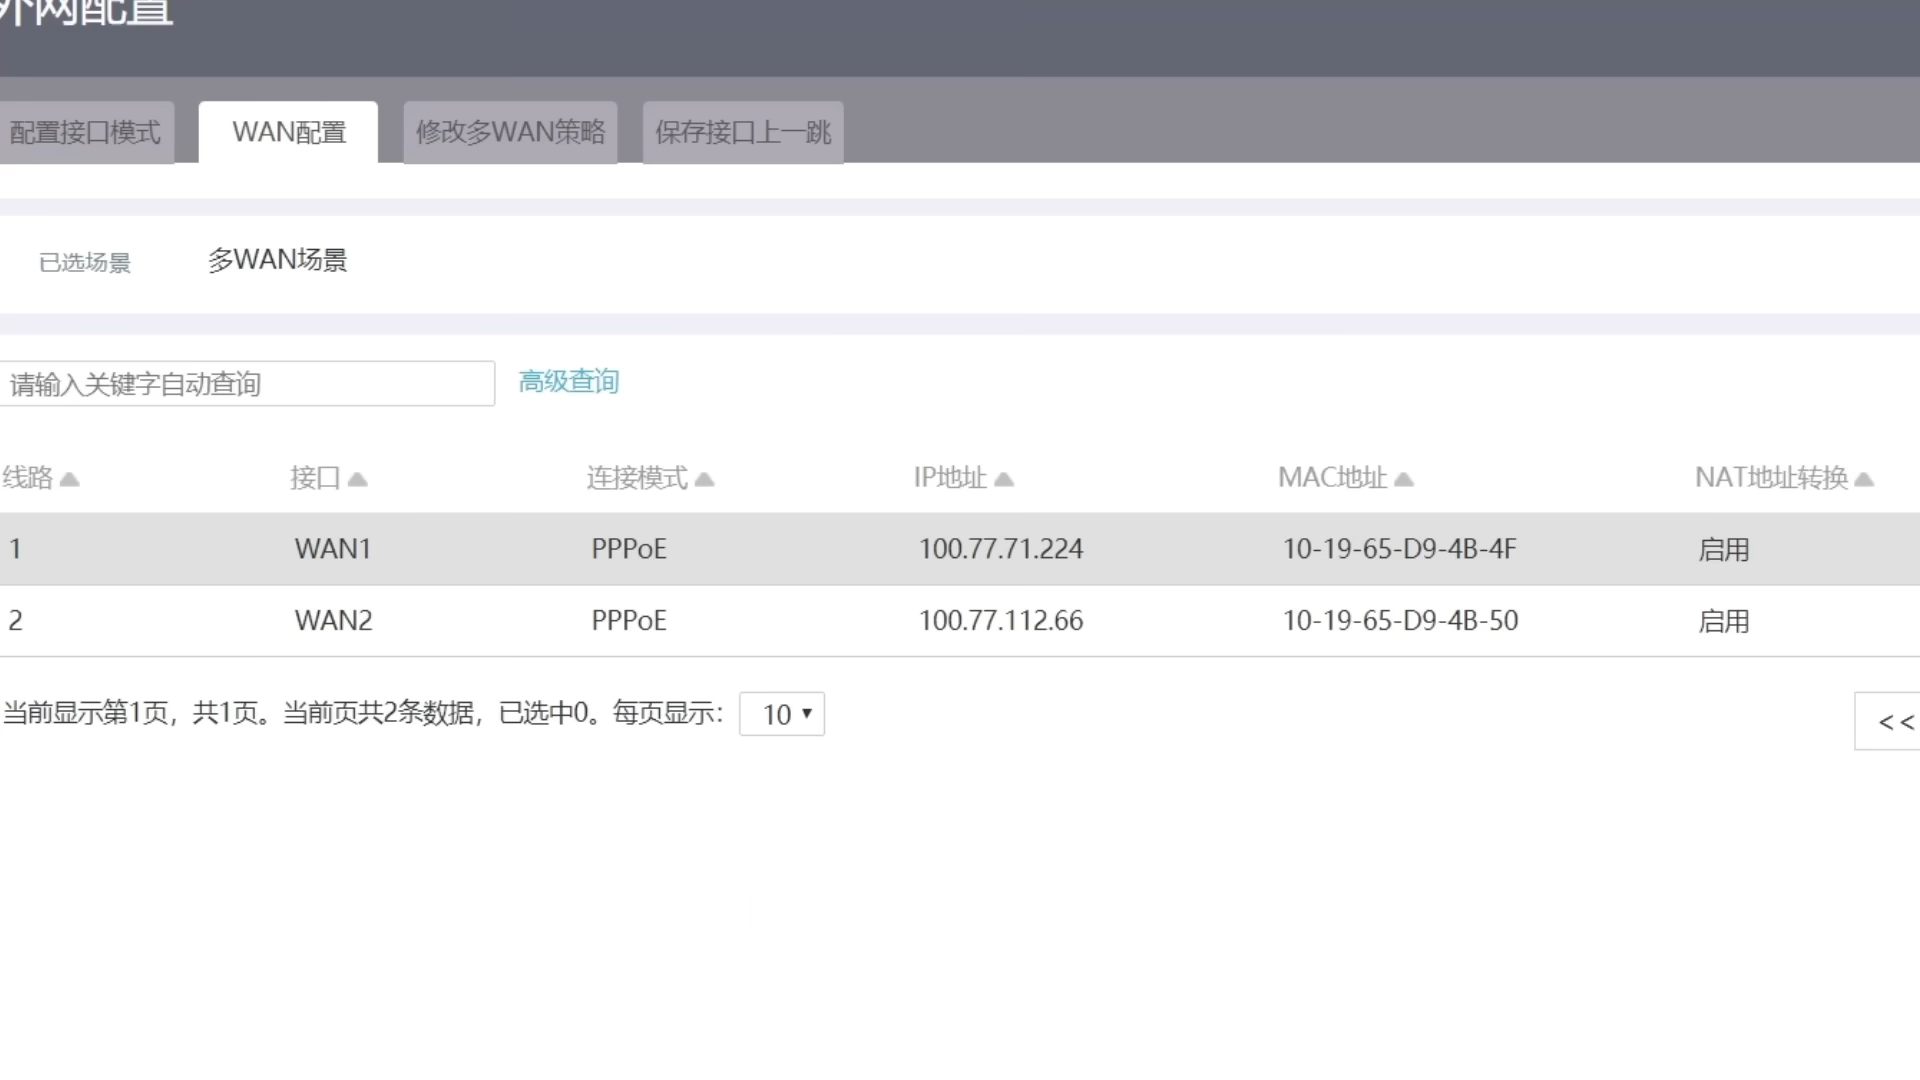 外网配置
配置接口模式 WAN配置 修改多WAN策略 保存接口上一跳
已选场景 多WAN场景
请输入关键字自动查询 高级查询
线路 接口 连接模式 IP地址 MAC地址 NAT地址转换
1 WAN1 PPPoE 100.77.71.224 10-19-65-D9-4B-4F 启用
2 WAN2 PPPoE 100.77.112.66 10-19-65-D9-4B-50 启用
当前显示第1页，共1页。当前页共2条数据，已选中0。每页显示： 10 <<